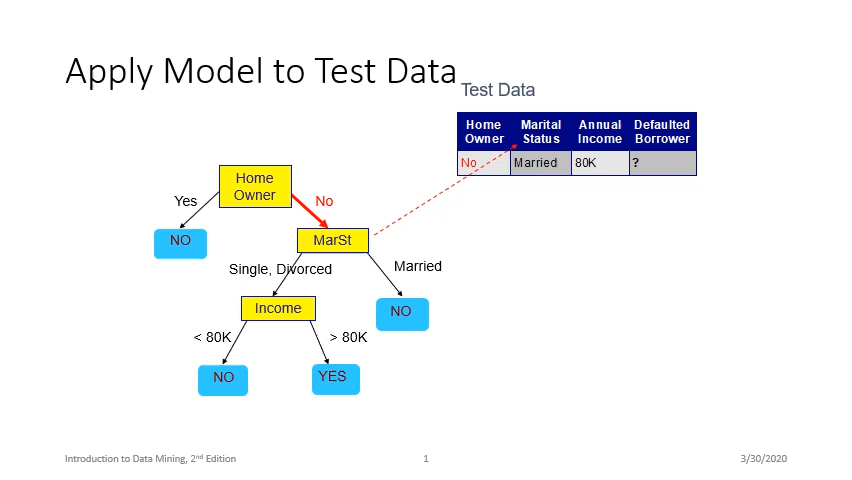 Apply Model to Test Data
Test Data
Home Owner Marital Status Annual Income Defaulted Borrower
No Married 80K ?
Home
Owner
Yes
No
NO
MarSt
Single, Divorced
Married
Income
NO
< 80K
> 80K
NO
YES
Introduction to Data Mining, 2nd Edition
1
3/30/2020